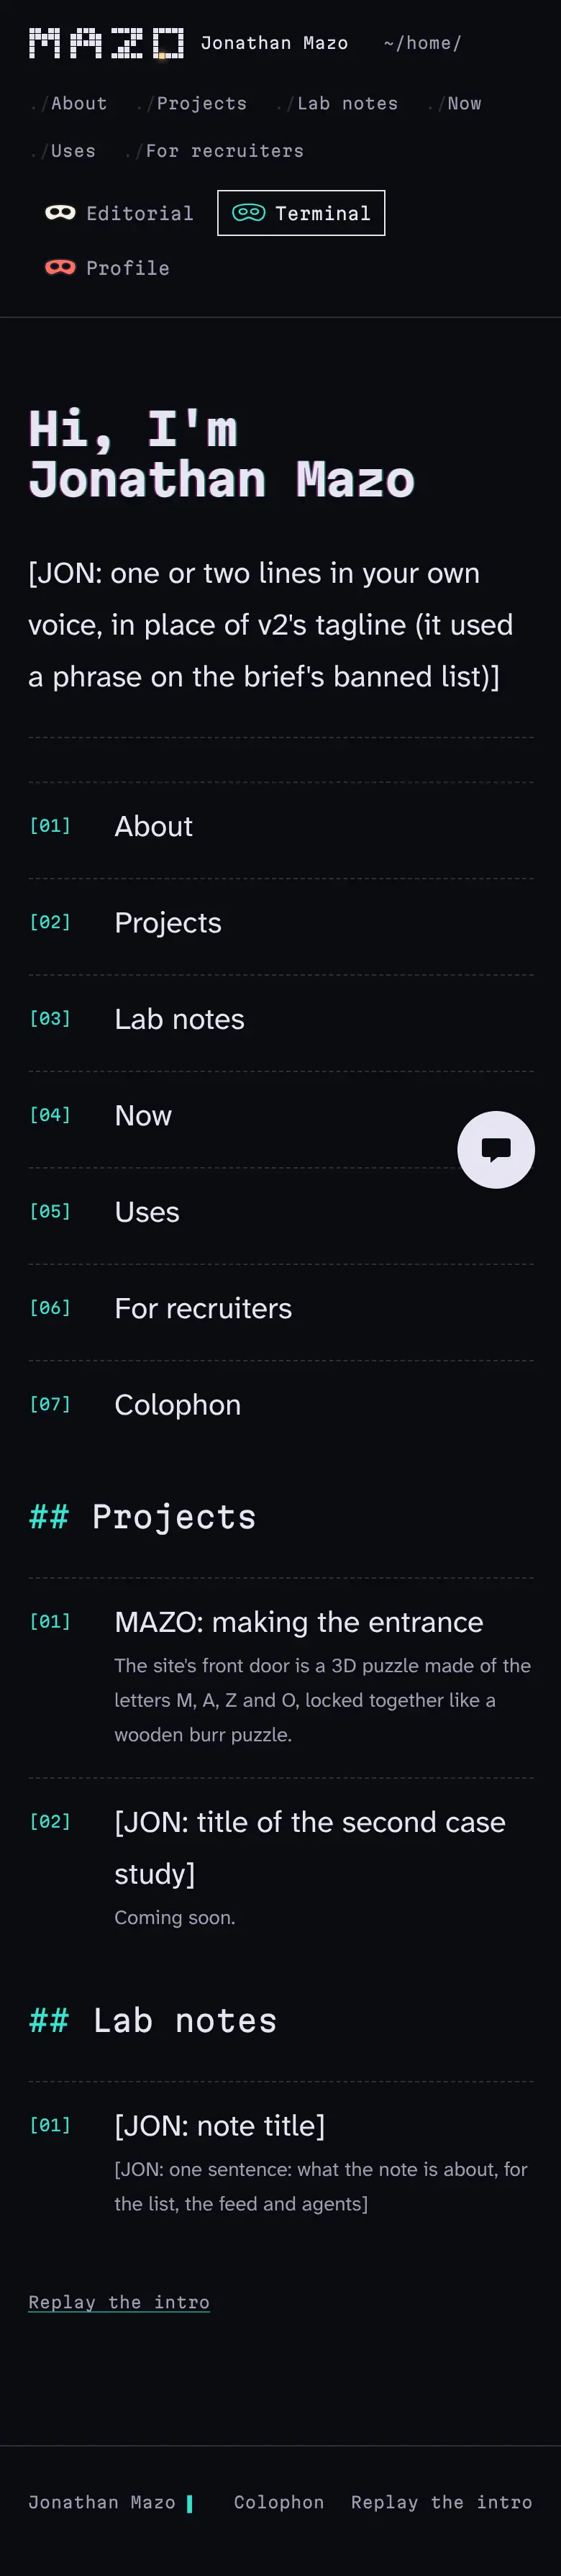 MAZO Jonathan Mazo ~/home/
./About ./Projects ./Lab notes ./Now
./Uses ./For recruiters
Editorial Terminal
Profile
Hi, I'm
Jonathan Mazo
[JON: one or two lines in your own
voice, in place of v2's tagline (it used
a phrase on the brief's banned list)]
[01] About
[02] Projects
[03] Lab notes
[04] Now
[05] Uses
[06] For recruiters
[07] Colophon
## Projects
[01] MAZO: making the entrance
The site's front door is a 3D puzzle made of the
letters M, A, Z and O, locked together like a
wooden burr puzzle.
[02] [JON: title of the second case
study]
Coming soon.
## Lab notes
[01] [JON: note title]
[JON: one sentence: what the note is about, for
the list, the feed and agents]
Replay the intro
Jonathan Mazo Colophon Replay the intro